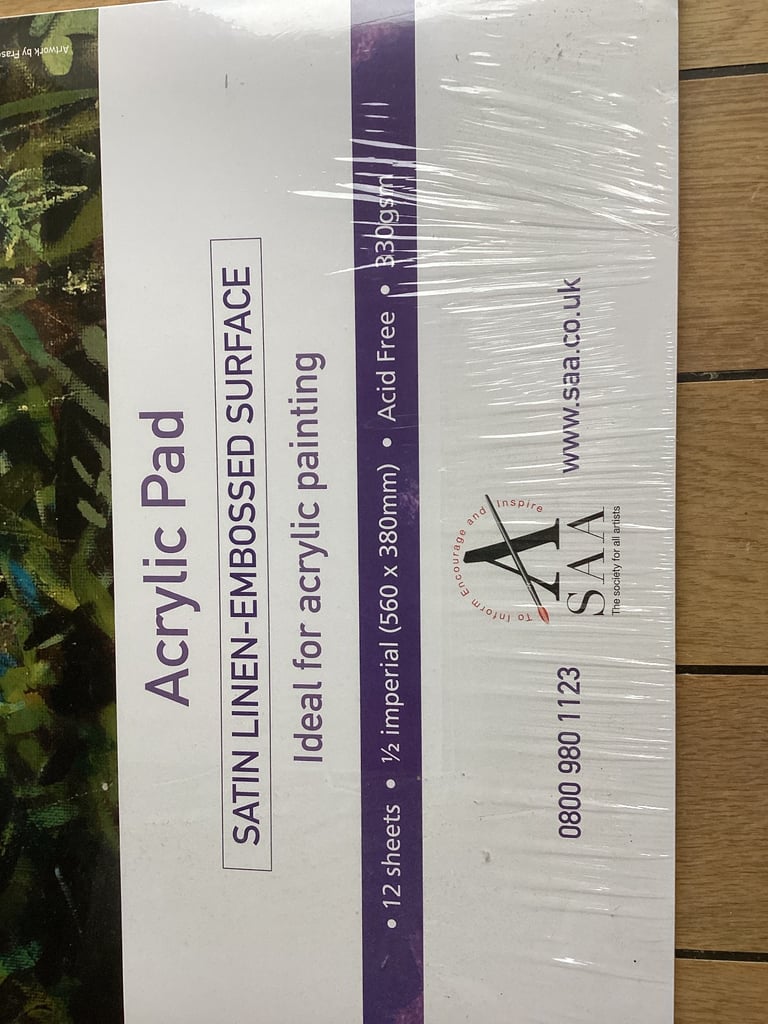 Artwork by
Acrylic Pad
SATIN LINEN-EMBOSSED SURFACE
Ideal for acrylic painting
• 12 sheets • ½ imperial (560 x 380mm) • Acid Free • 330gsm
To Inform Encourage and Inspire
A
SAA
The society for all artists
0800 980 1123
www.saa.co.uk